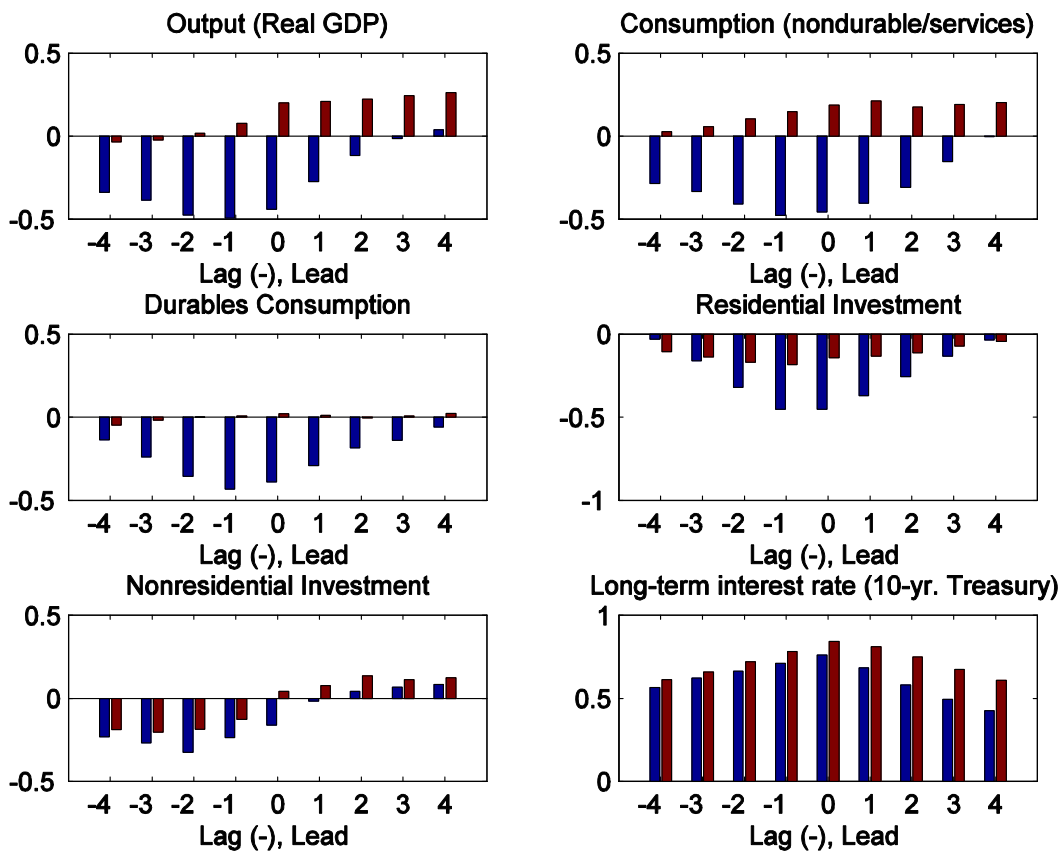 Output (Real GDP)
0.5
0
-0.5
-4 -3 -2 -1 0 1 2 3 4
Lag (-), Lead
Consumption (nondurable/services)
0.5
0
-0.5
-4 -3 -2 -1 0 1 2 3 4
Lag (-), Lead
Durables Consumption
0.5
0
-0.5
-4 -3 -2 -1 0 1 2 3 4
Lag (-), Lead
Residential Investment
0
-0.5
-1
-4 -3 -2 -1 0 1 2 3 4
Lag (-), Lead
Nonresidential Investment
0.5
0
-0.5
-4 -3 -2 -1 0 1 2 3 4
Lag (-), Lead
Long-term interest rate (10-yr. Treasury)
1
0.5
0
-4 -3 -2 -1 0 1 2 3 4
Lag (-), Lead